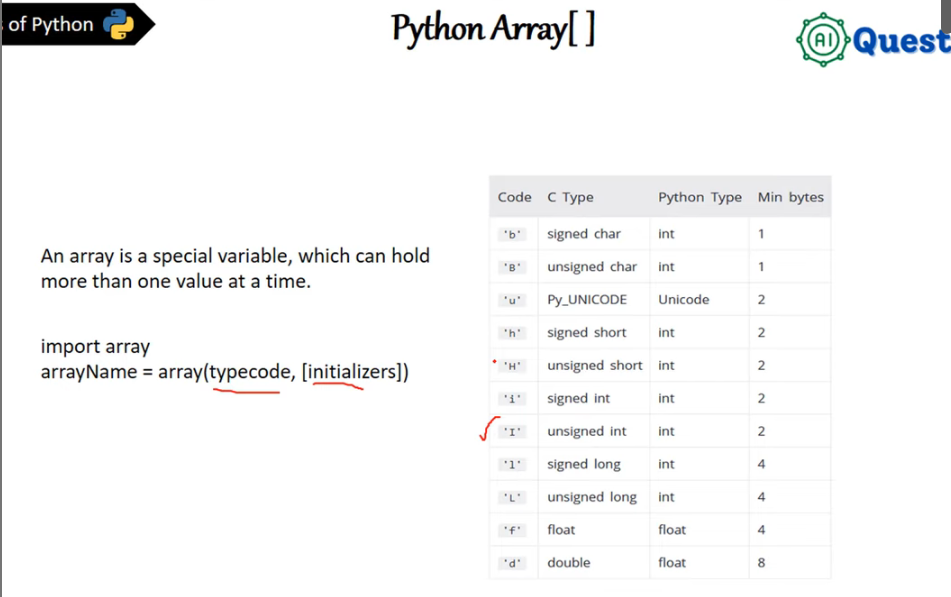 of Python
Python Array[ ]
AI Quest
An array is a special variable, which can hold
more than one value at a time.
import array
arrayName = array(typecode, [initializers])
Code C Type Python Type Min bytes
'b' signed char int 1
'B' unsigned char int 1
'u' Py_UNICODE Unicode 2
'h' signed short int 2
'H' unsigned short int 2
'i' signed int int 2
'I' unsigned int int 2
'l' signed long int 4
'L' unsigned long int 4
'f' float float 4
'd' double float 8